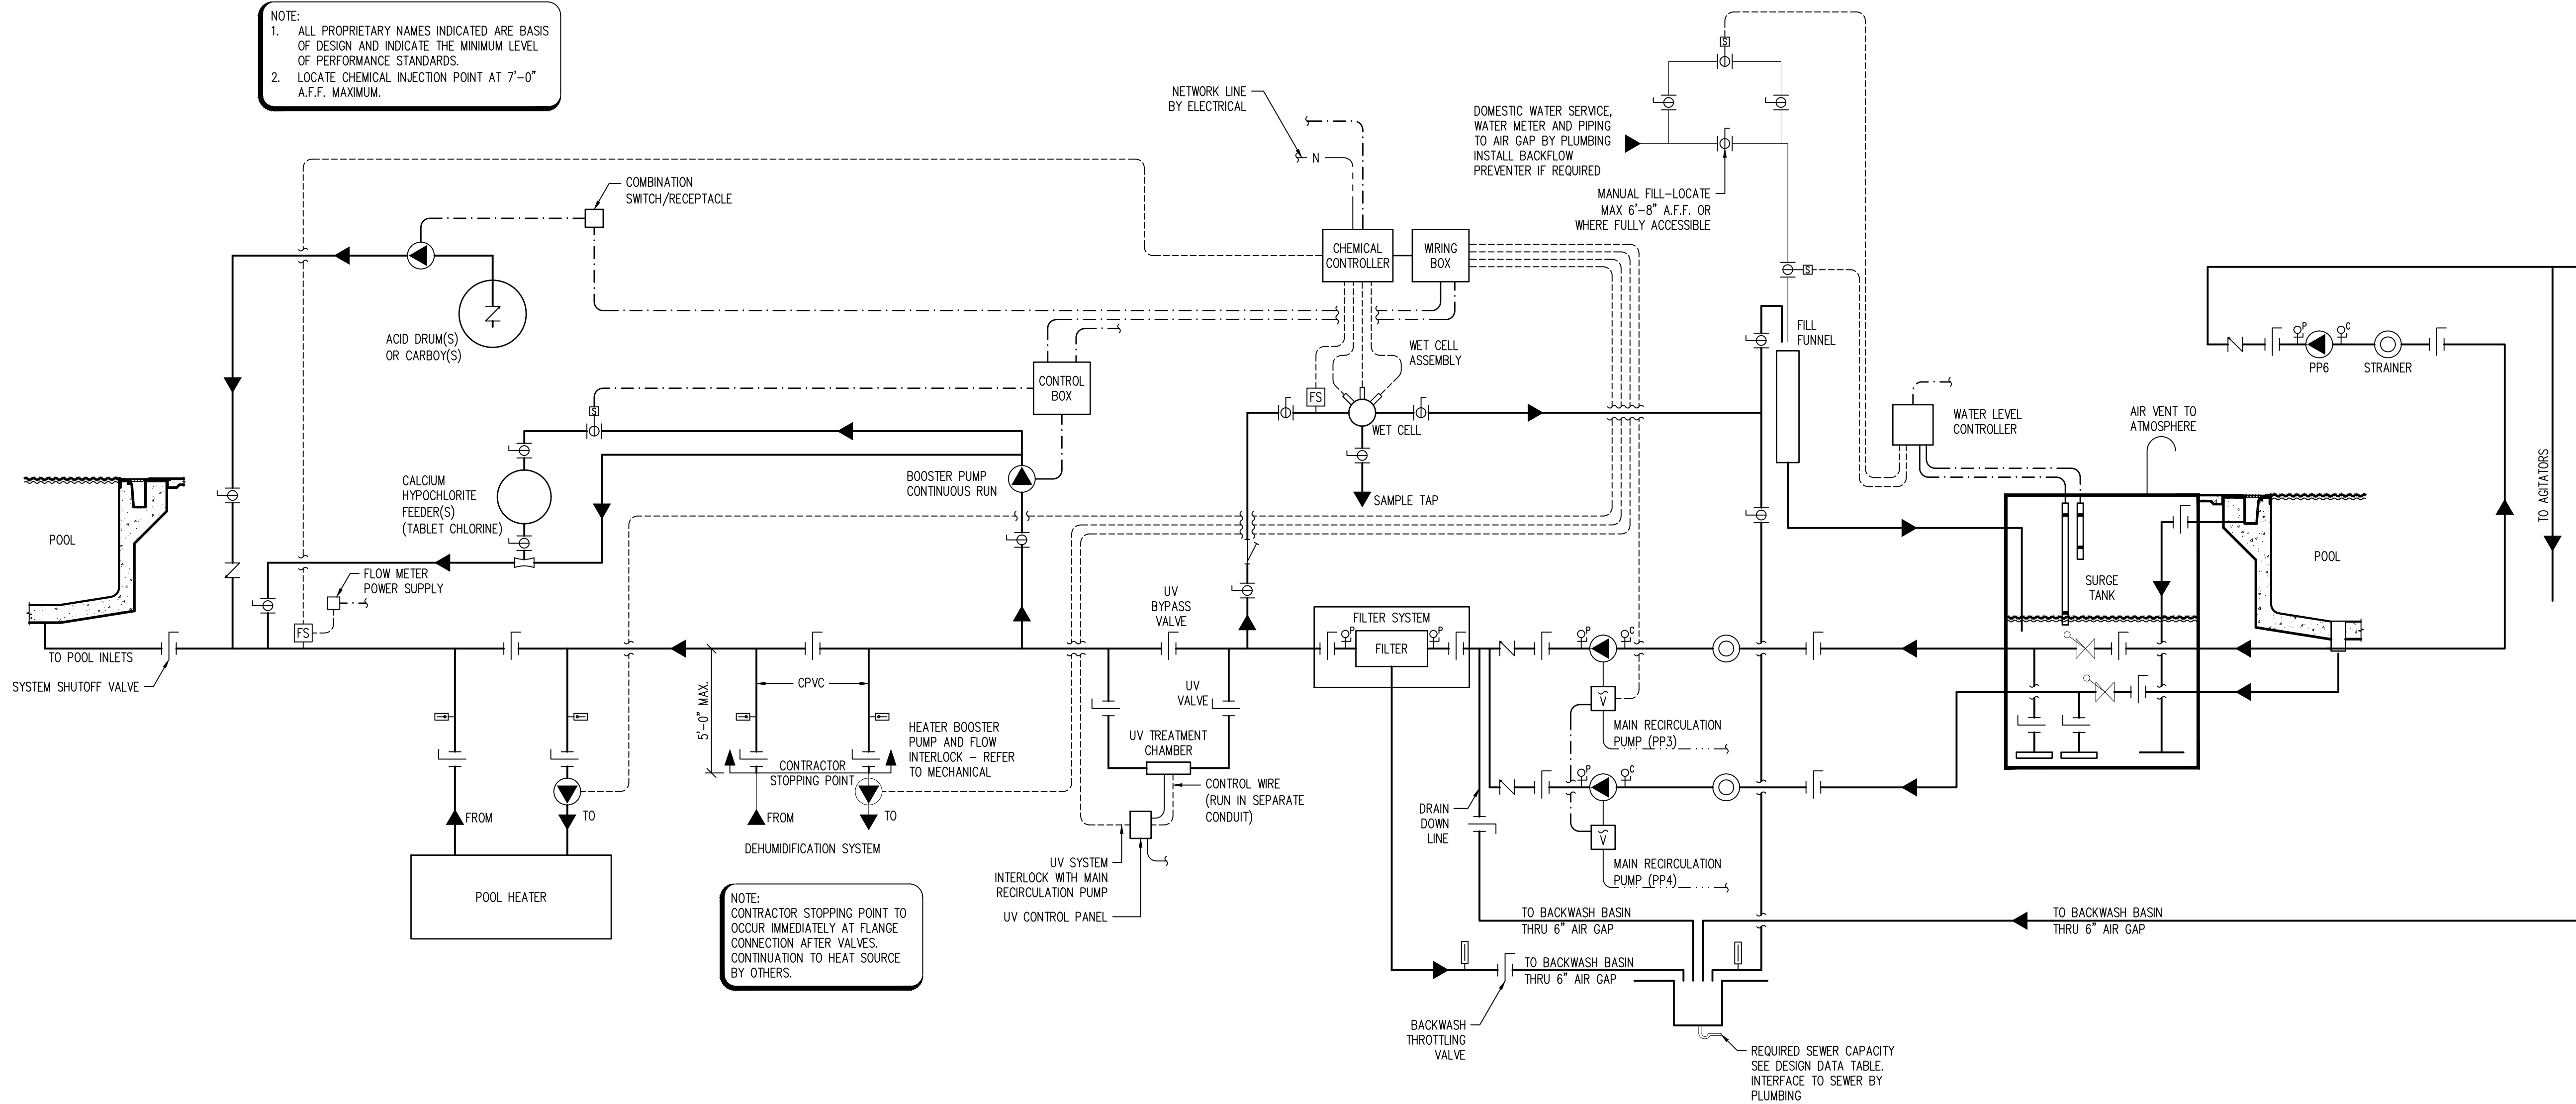 NOTE:
1. ALL PROPRIETARY NAMES INDICATED ARE BASIS
OF DESIGN AND INDICATE THE MINIMUM LEVEL
OF PERFORMANCE STANDARDS.
2. LOCATE CHEMICAL INJECTION POINT AT 7'-0"
A.F.F. MAXIMUM.
NETWORK LINE
BY ELECTRICAL
N
DOMESTIC WATER SERVICE,
WATER METER AND PIPING
TO AIR GAP BY PLUMBING
INSTALL BACKFLOW
PREVENTER IF REQUIRED
S
MANUAL FILL-LOCATE
MAX 6'-8" A.F.F. OR
WHERE FULLY ACCESSIBLE
S
COMBINATION
SWITCH/RECEPTACLE
CHEMICAL
CONTROLLER
WIRING
BOX
ACID DRUM(S)
OR CARBOY(S)
CONTROL
BOX
WET CELL
ASSEMBLY
FS
WET CELL
SAMPLE TAP
FILL
FUNNEL
P
C
PP6
STRAINER
WATER LEVEL
CONTROLLER
AIR VENT TO
ATMOSPHERE
TO AGITATORS
S
CALCIUM
HYPOCHLORITE
FEEDER(S)
(TABLET CHLORINE)
BOOSTER PUMP
CONTINUOUS RUN
POOL
FLOW METER
POWER SUPPLY
FS
TO POOL INLETS
SYSTEM SHUTOFF VALVE
UV
BYPASS
VALVE
FILTER SYSTEM
P
FILTER
P
P
C
SURGE
TANK
POOL
5'-0" MAX.
CPVC
UV
VALVE
V
MAIN RECIRCULATION
PUMP (PP3)
HEATER BOOSTER
PUMP AND FLOW
INTERLOCK - REFER
TO MECHANICAL
CONTRACTOR
STOPPING POINT
UV TREATMENT
CHAMBER
CONTROL WIRE
(RUN IN SEPARATE
CONDUIT)
P
C
DRAIN
DOWN
LINE
FROM
TO
FROM
TO
DEHUMIDIFICATION SYSTEM
UV SYSTEM
INTERLOCK WITH MAIN
RECIRCULATION PUMP
UV CONTROL PANEL
V
MAIN RECIRCULATION
PUMP (PP4)
POOL HEATER
NOTE:
CONTRACTOR STOPPING POINT TO
OCCUR IMMEDIATELY AT FLANGE
CONNECTION AFTER VALVES.
CONTINUATION TO HEAT SOURCE
BY OTHERS.
TO BACKWASH BASIN
THRU 6" AIR GAP
TO BACKWASH BASIN
THRU 6" AIR GAP
TO BACKWASH BASIN
THRU 6" AIR GAP
BACKWASH
THROTTLING
VALVE
REQUIRED SEWER CAPACITY
SEE DESIGN DATA TABLE.
INTERFACE TO SEWER BY
PLUMBING